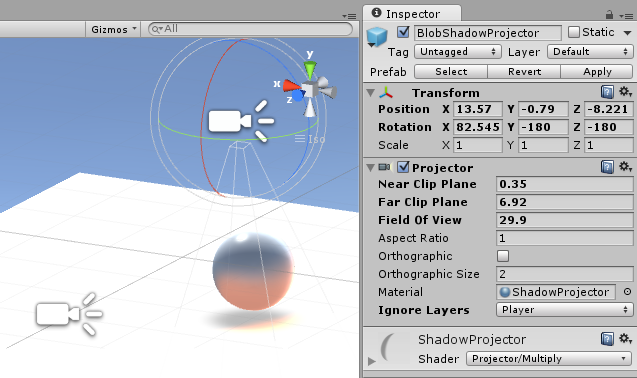 Gizmos All
y
x
z
Iso
Inspector
BlobShadowProjector Static
Tag Untagged Layer Default
Prefab Select Revert Apply
Transform
Position X 13.57 Y -0.79 Z -8.221
Rotation X 82.545 Y -180 Z -180
Scale X 1 Y 1 Z 1
Projector
Near Clip Plane 0.35
Far Clip Plane 6.92
Field Of View 29.9
Aspect Ratio 1
Orthographic
Orthographic Size 2
Material ShadowProjector
Ignore Layers Player
ShadowProjector
Shader Projector/Multiply